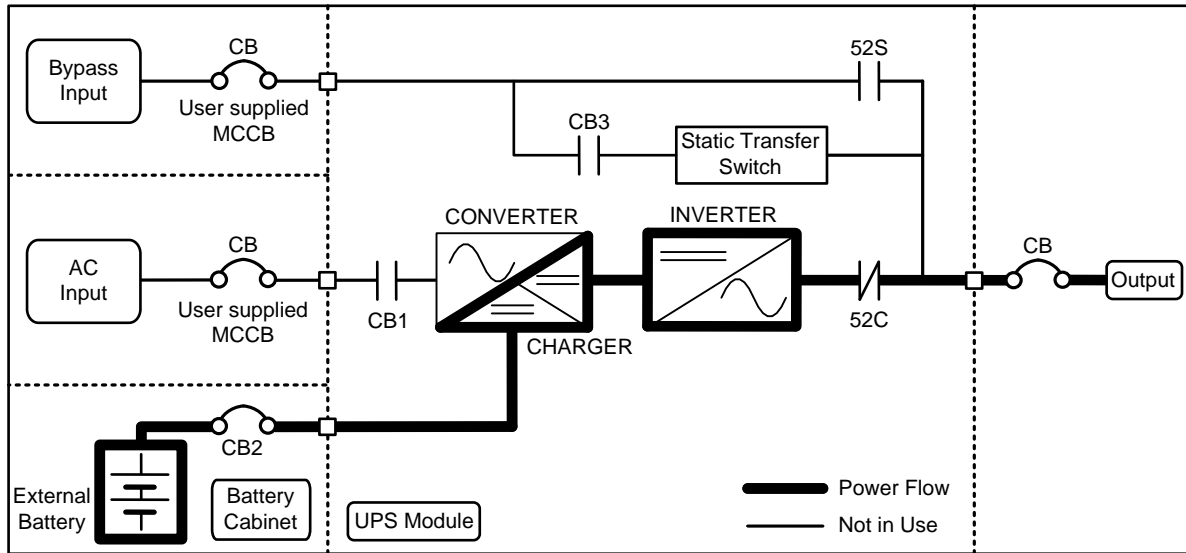 Bypass
Input
CB
User supplied
MCCB
52S
CB3
Static Transfer
Switch
AC
Input
CB
User supplied
MCCB
CB1
CONVERTER
CHARGER
INVERTER
52C
CB
Output
CB2
External
Battery
Battery
Cabinet
UPS Module
Power Flow
Not in Use